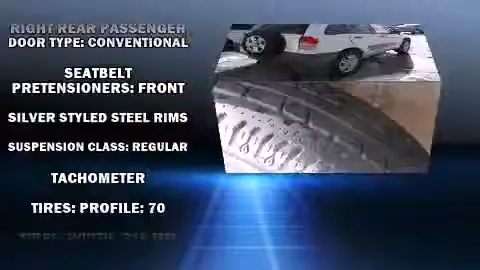 RIGHT REAR PASSENGER
DOOR TYPE: CONVENTIONAL
SEATBELT
PRETENSIONERS: FRONT
SILVER STYLED STEEL RIMS
SUSPENSION CLASS: REGULAR
TACHOMETER
TIRES: PROFILE: 70